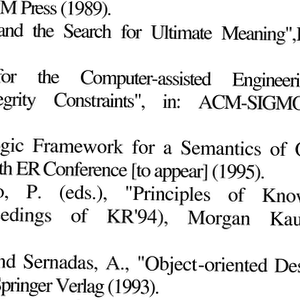 M Press (1989).
and the Search for Ultimate Meaning",
for the Computer-assisted Engineeri
egrity Constraints", in: ACM-SIGMO
gic Framework for a Semantics of
th ER Conference [to appear] (1995).
o, P. (eds.), "Principles of Know
eedings of KR'94), Morgan Kau
nd Sernadas, A., "Object-oriented Des
Springer Verlag (1993).